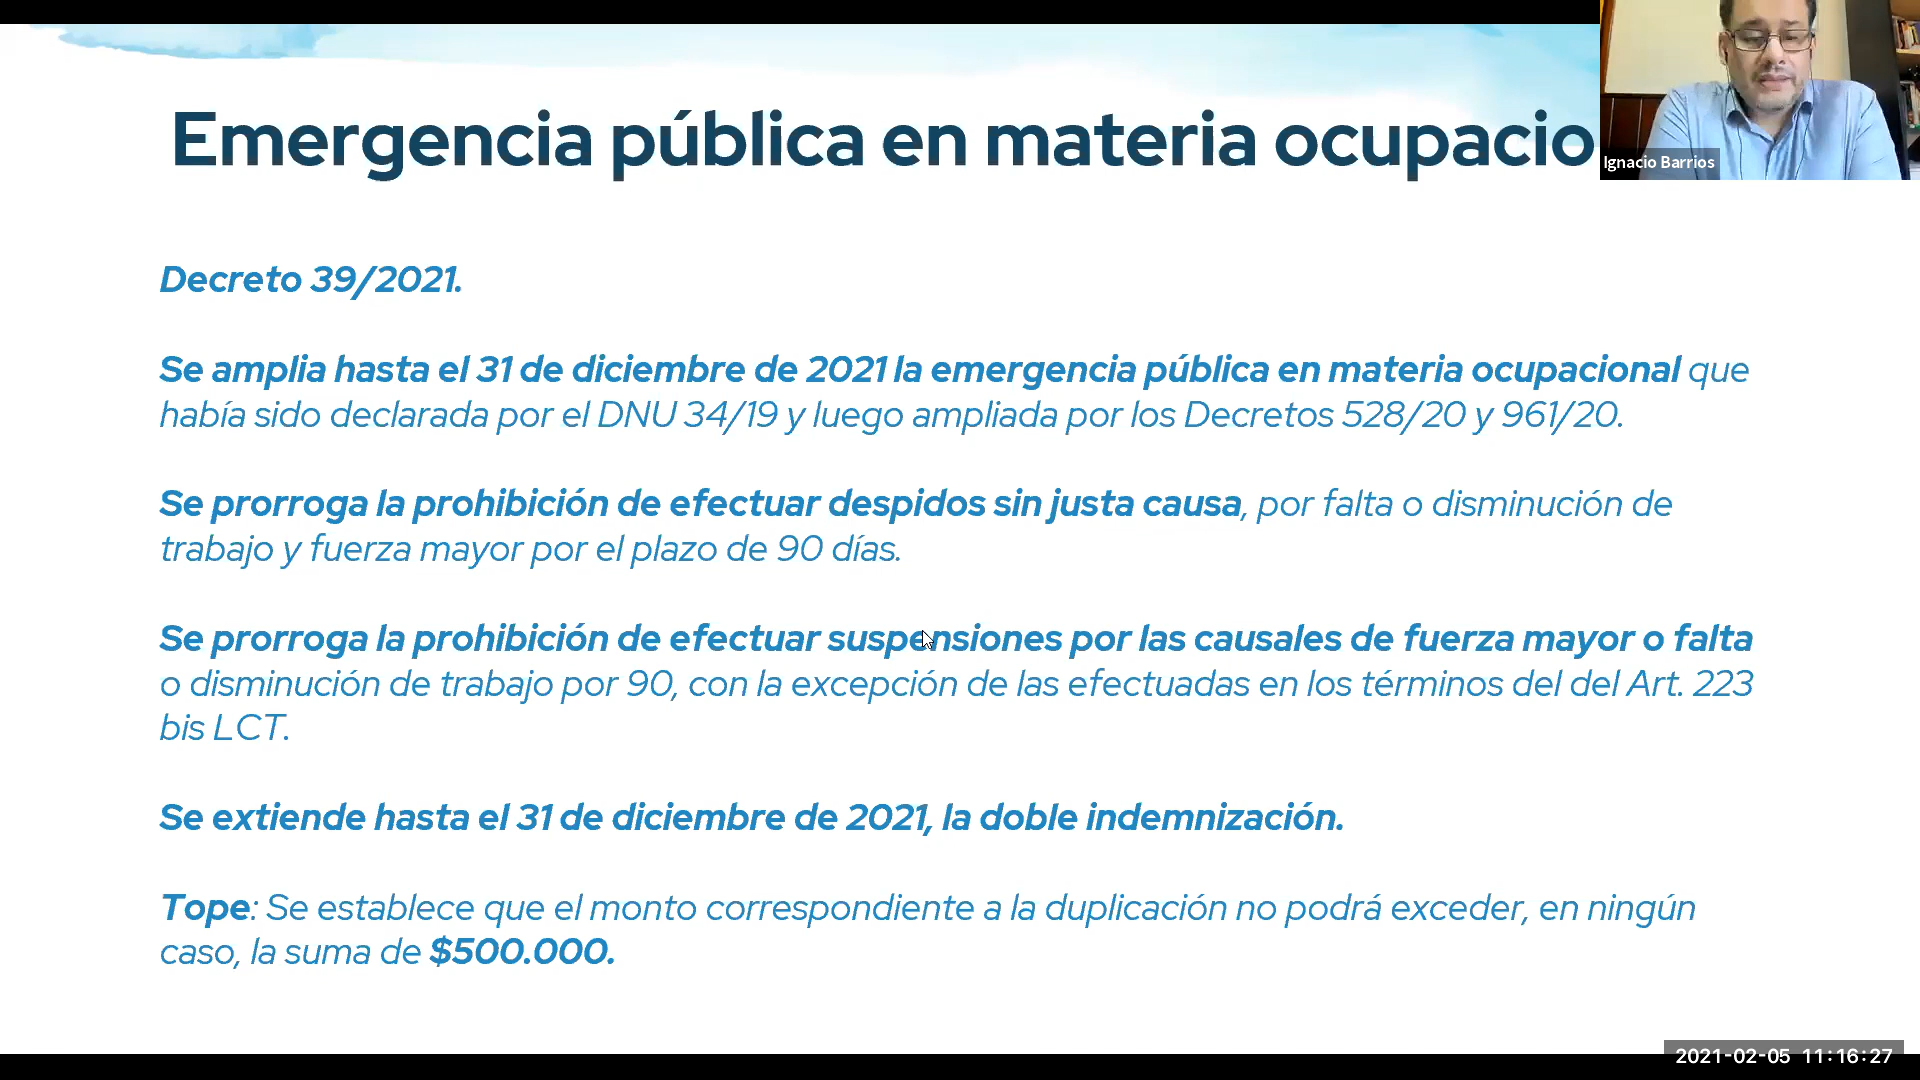 Emergencia pública en materia ocupacio
Ignacio Barrios
Decreto 39/2021.
Se amplia hasta el 31 de diciembre de 2021 la emergencia pública en materia ocupacional que
había sido declarada por el DNU 34/19 y luego ampliada por los Decretos 528/20 y 961/20.
Se prorroga la prohibición de efectuar despidos sin justa causa, por falta o disminución de
trabajo y fuerza mayor por el plazo de 90 días.
Se prorroga la prohibición de efectuar suspensiones por las causales de fuerza mayor o falta
o disminución de trabajo por 90, con la excepción de las efectuadas en los términos del del Art. 223
bis LCT.
Se extiende hasta el 31 de diciembre de 2021, la doble indemnización.
Tope: Se establece que el monto correspondiente a la duplicación no podrá exceder, en ningún
caso, la suma de $500.000.
2021-02-05 11:16:27